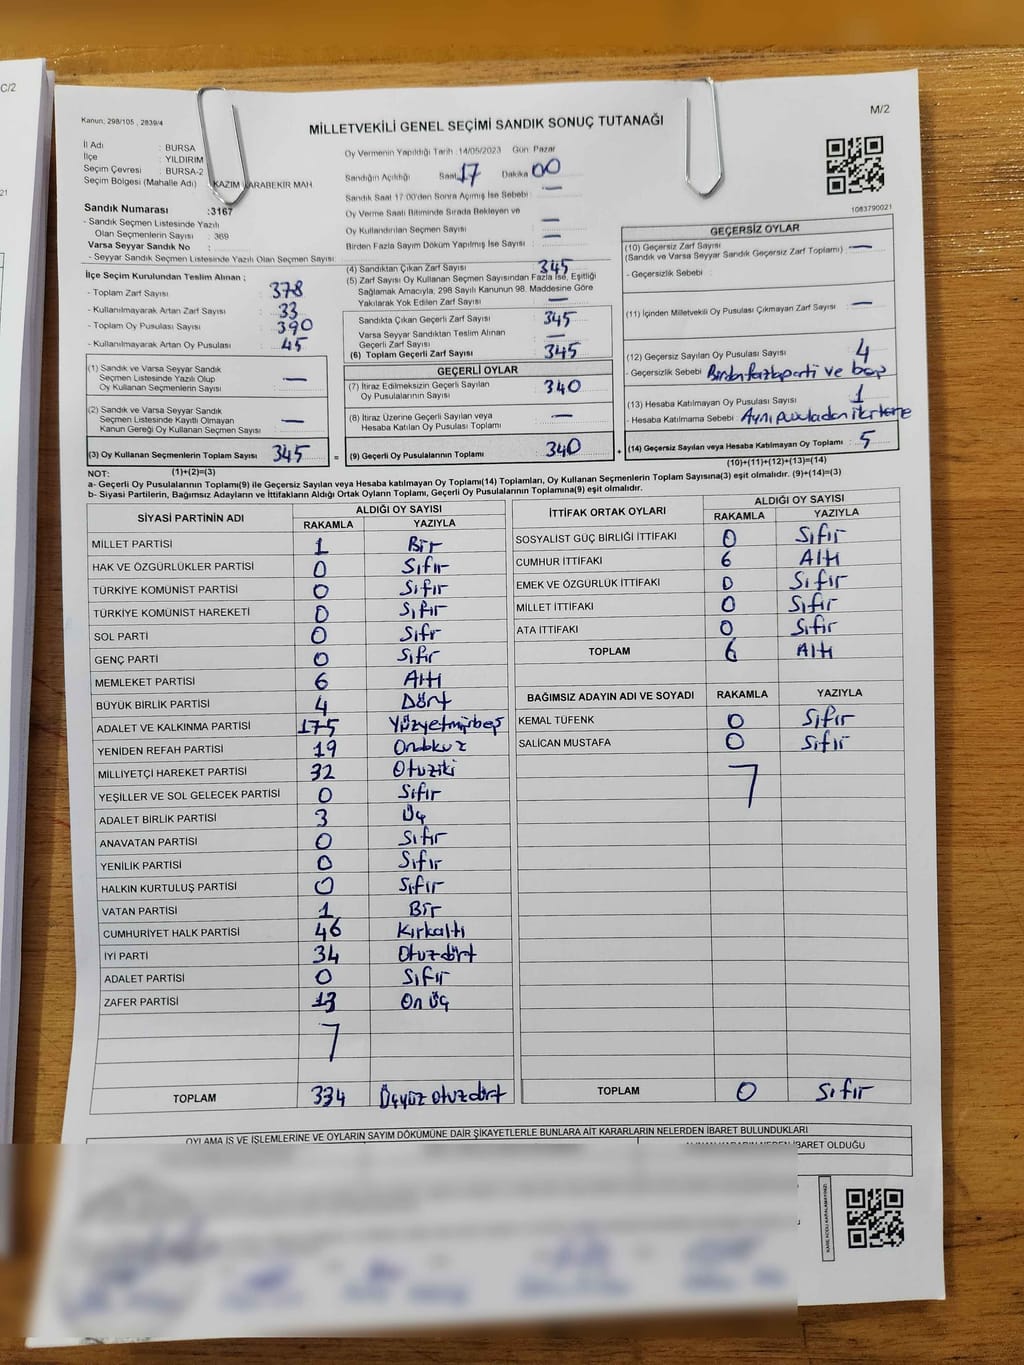 C/2
21
Kanun; 298/105 , 2839/4
M/2
MİLLETVEKİLİ GENEL SEÇİMİ SANDIK SONUÇ TUTANAĞI
İl Adı : BURSA
İlçe : YILDIRIM
Seçim Çevresi : BURSA-2
Seçim Bölgesi (Mahalle Adı) KAZIM KARABEKİR MAH
Oy Vermenin Yapıldığı Tarih :14/05/2023 Gün: Pazar
Sandığın Açıldığı Saat 17 Dakika 00
Sandık Saat 17.00'den Sonra Açılmış İse Sebebi : —
Oy Verme Saati Bitiminde Sırada Bekleyen ve
Oy Kullandırılan Seçmen Sayısı : —
Birden Fazla Sayım Döküm Yapılmış İse Sayısı : —
1083790021
Sandık Numarası :3167
- Sandık Seçmen Listesinde Yazılı
Olan Seçmenlerin Sayısı : 369
Varsa Seyyar Sandık No :
- Seyyar Sandık Seçmen Listesinde Yazılı Olan Seçmen Sayısı:
İlçe Seçim Kurulundan Teslim Alınan ;
- Toplam Zarf Sayısı : 378
- Kullanılmayarak Artan Zarf Sayısı : 33
- Toplam Oy Pusulası Sayısı : 390
- Kullanılmayarak Artan Oy Pusulası : 45
(1) Sandık ve Varsa Seyyar Sandık
Seçmen Listesinde Yazılı Olup
Oy Kullanan Seçmenlerin Sayısı : —
(2) Sandık ve Varsa Seyyar Sandık
Seçmen Listesinde Kayıtlı Olmayan
Kanun Gereği Oy Kullanan Seçmen Sayısı : —
(3) Oy Kullanan Seçmenlerin Toplam Sayısı : 345
(1)+(2)=(3)
(4) Sandıktan Çıkan Zarf Sayısı : 345
(5) Zarf Sayısı Oy Kullanan Seçmen Sayısından Fazla İse, Eşitliği
Sağlamak Amacıyla; 298 Sayılı Kanunun 98. Maddesine Göre
Yakılarak Yok Edilen Zarf Sayısı : —
Sandıkta Çıkan Geçerli Zarf Sayısı : 345
Varsa Seyyar Sandıktan Teslim Alınan
Geçerli Zarf Sayısı : —
(6) Toplam Geçerli Zarf Sayısı : 345
GEÇERLİ OYLAR
(7) İtiraz Edilmeksizin Geçerli Sayılan
Oy Pusulalarının Sayısı : 340
(8) İtiraz Üzerine Geçerli Sayılan veya
Hesaba Katılan Oy Pusulası Toplamı : —
= (9) Geçerli Oy Pusulalarının Toplamı : 340 +
GEÇERSİZ OYLAR
(10) Geçersiz Zarf Sayısı
(Sandık ve Varsa Seyyar Sandık Geçersiz Zarf Toplamı) : —
- Geçersizlik Sebebi :
(11) İçinden Milletvekili Oy Pusulası Çıkmayan Zarf Sayısı : —
(12) Geçersiz Sayılan Oy Pusulası Sayısı : 4
- Geçersizlik Sebebi : Birden fazla parti ve boş
(13) Hesaba Katılmayan Oy Pusulası Sayısı : 1
- Hesaba Katılmama Sebebi : Aynı pusuladan
(14) Geçersiz Sayılan veya Hesaba Katılmayan Oy Toplamı : 5
(10)+(11)+(12)+(13)=(14)
NOT:
a- Geçerli Oy Pusulalarının Toplamı(9) ile Geçersiz Sayılan veya Hesaba Katılmayan Oy Toplamı(14) Toplamları, Oy Kullanan Seçmenlerin Toplam Sayısına(3) eşit olmalıdır. (9)+(14)=(3)
b- Siyasi Partilerin, Bağımsız Adayların ve İttifakların Aldığı Ortak Oyların Toplamı, Geçerli Oy Pusulalarının Toplamına(9) eşit olmalıdır.
SİYASİ PARTİNİN ADI ALDIĞI OY SAYISI
RAKAMLA YAZIYLA
MİLLET PARTİSİ 1 Bir
HAK VE ÖZGÜRLÜKLER PARTİSİ 0 Sıfır
TÜRKİYE KOMÜNİST PARTİSİ 0 Sıfır
TÜRKİYE KOMÜNİST HAREKETİ 0 Sıfır
SOL PARTİ 0 Sıfır
GENÇ PARTİ 0 Sıfır
MEMLEKET PARTİSİ 6 Altı
BÜYÜK BİRLİK PARTİSİ 4 Dört
ADALET VE KALKINMA PARTİSİ 175 Yüzyetmişbeş
YENİDEN REFAH PARTİSİ 19 Ondokuz
MİLLİYETÇİ HAREKET PARTİSİ 32 Otuziki
YEŞİLLER VE SOL GELECEK PARTİSİ 0 Sıfır
ADALET BİRLİK PARTİSİ 3 Üç
ANAVATAN PARTİSİ 0 Sıfır
YENİLİK PARTİSİ 0 Sıfır
HALKIN KURTULUŞ PARTİSİ 0 Sıfır
VATAN PARTİSİ 1 Bir
CUMHURİYET HALK PARTİSİ 46 Kırkaltı
İYİ PARTİ 34 Otuzdört
ADALET PARTİSİ 0 Sıfır
ZAFER PARTİSİ 13 On üç
TOPLAM 334 Üçyüz otuzdört
İTTİFAK ORTAK OYLARI ALDIĞI OY SAYISI
RAKAMLA YAZIYLA
SOSYALİST GÜÇ BİRLİĞİ İTTİFAKI 0 Sıfır
CUMHUR İTTİFAKI 6 Altı
EMEK VE ÖZGÜRLÜK İTTİFAKI 0 Sıfır
MİLLET İTTİFAKI 0 Sıfır
ATA İTTİFAKI 0 Sıfır
TOPLAM 6 Altı
BAĞIMSIZ ADAYIN ADI VE SOYADI RAKAMLA YAZIYLA
KEMAL TÜFENK 0 Sıfır
SALİCAN MUSTAFA 0 Sıfır
TOPLAM 0 Sıfır
OYLAMA İŞ VE İŞLEMLERİNE VE OYLARIN SAYIM DÖKÜMÜNE DAİR ŞİKAYETLERLE BUNLARA AİT KARARLARIN NELERDEN İBARET BULUNDUKLARI
İBARET OLDUĞU